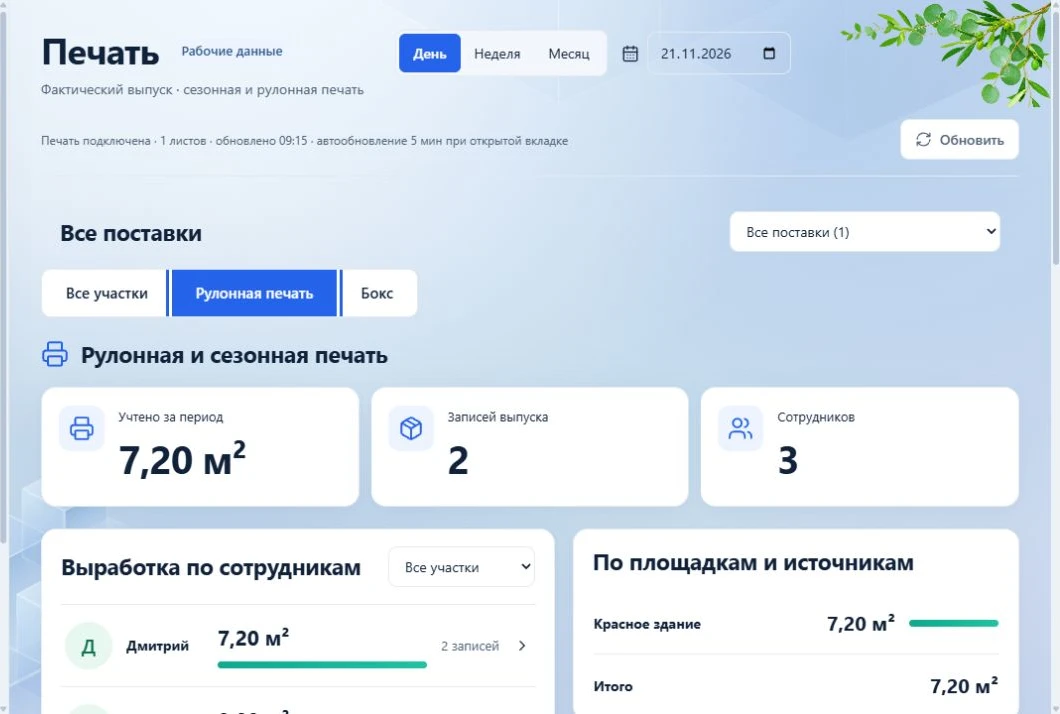 Печать
Рабочие данные
День
Неделя
Месяц
21.11.2026
Фактический выпуск · сезонная и рулонная печать
Печать подключена · 1 листов · обновлено 09:15 · автообновление 5 мин при открытой вкладке
Обновить
Все поставки
Все поставки (1)
Все участки
Рулонная печать
Бокс
Рулонная и сезонная печать
Учтено за период
7,20 м²
Записей выпуска
2
Сотрудников
3
Выработка по сотрудникам
Все участки
Д
Дмитрий
7,20 м²
2 записей
По площадкам и источникам
Красное здание
7,20 м²
Итого
7,20 м²